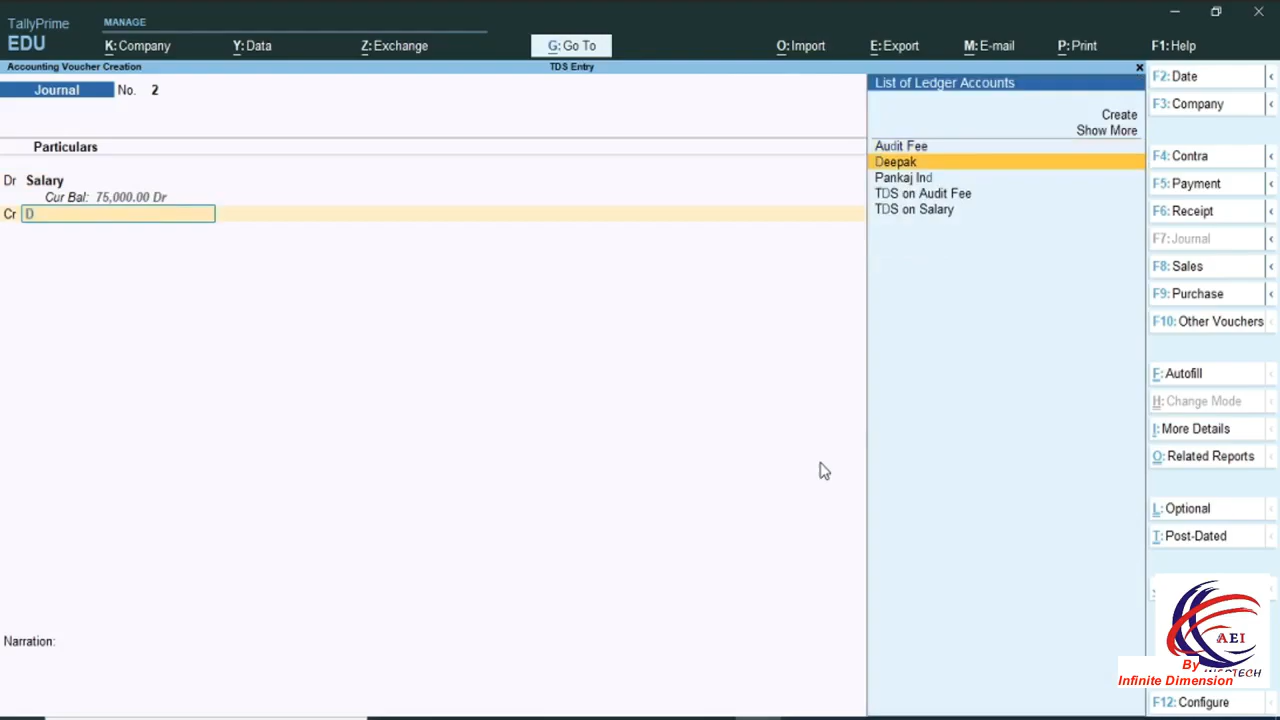 TallyPrime
EDU
MANAGE
K: Company
Y: Data
Z: Exchange
G: Go To
O: Import
E: Export
M: E-mail
P: Print
F1: Help
Accounting Voucher Creation
TDS Entry
Journal
No.
2
Particulars
Dr Salary
Cur Bal: 75,000.00 Dr
Cr D
Narration:
List of Ledger Accounts
Create
Show More
Audit Fee
Deepak
Pankaj Ind
TDS on Audit Fee
TDS on Salary
F2: Date
F3: Company
F4: Contra
F5: Payment
F6: Receipt
F7: Journal
F8: Sales
F9: Purchase
F10: Other Vouchers
F: Autofill
H: Change Mode
I: More Details
O: Related Reports
L: Optional
T: Post-Dated
AEI
By
Infinite Dimension
F12: Configure